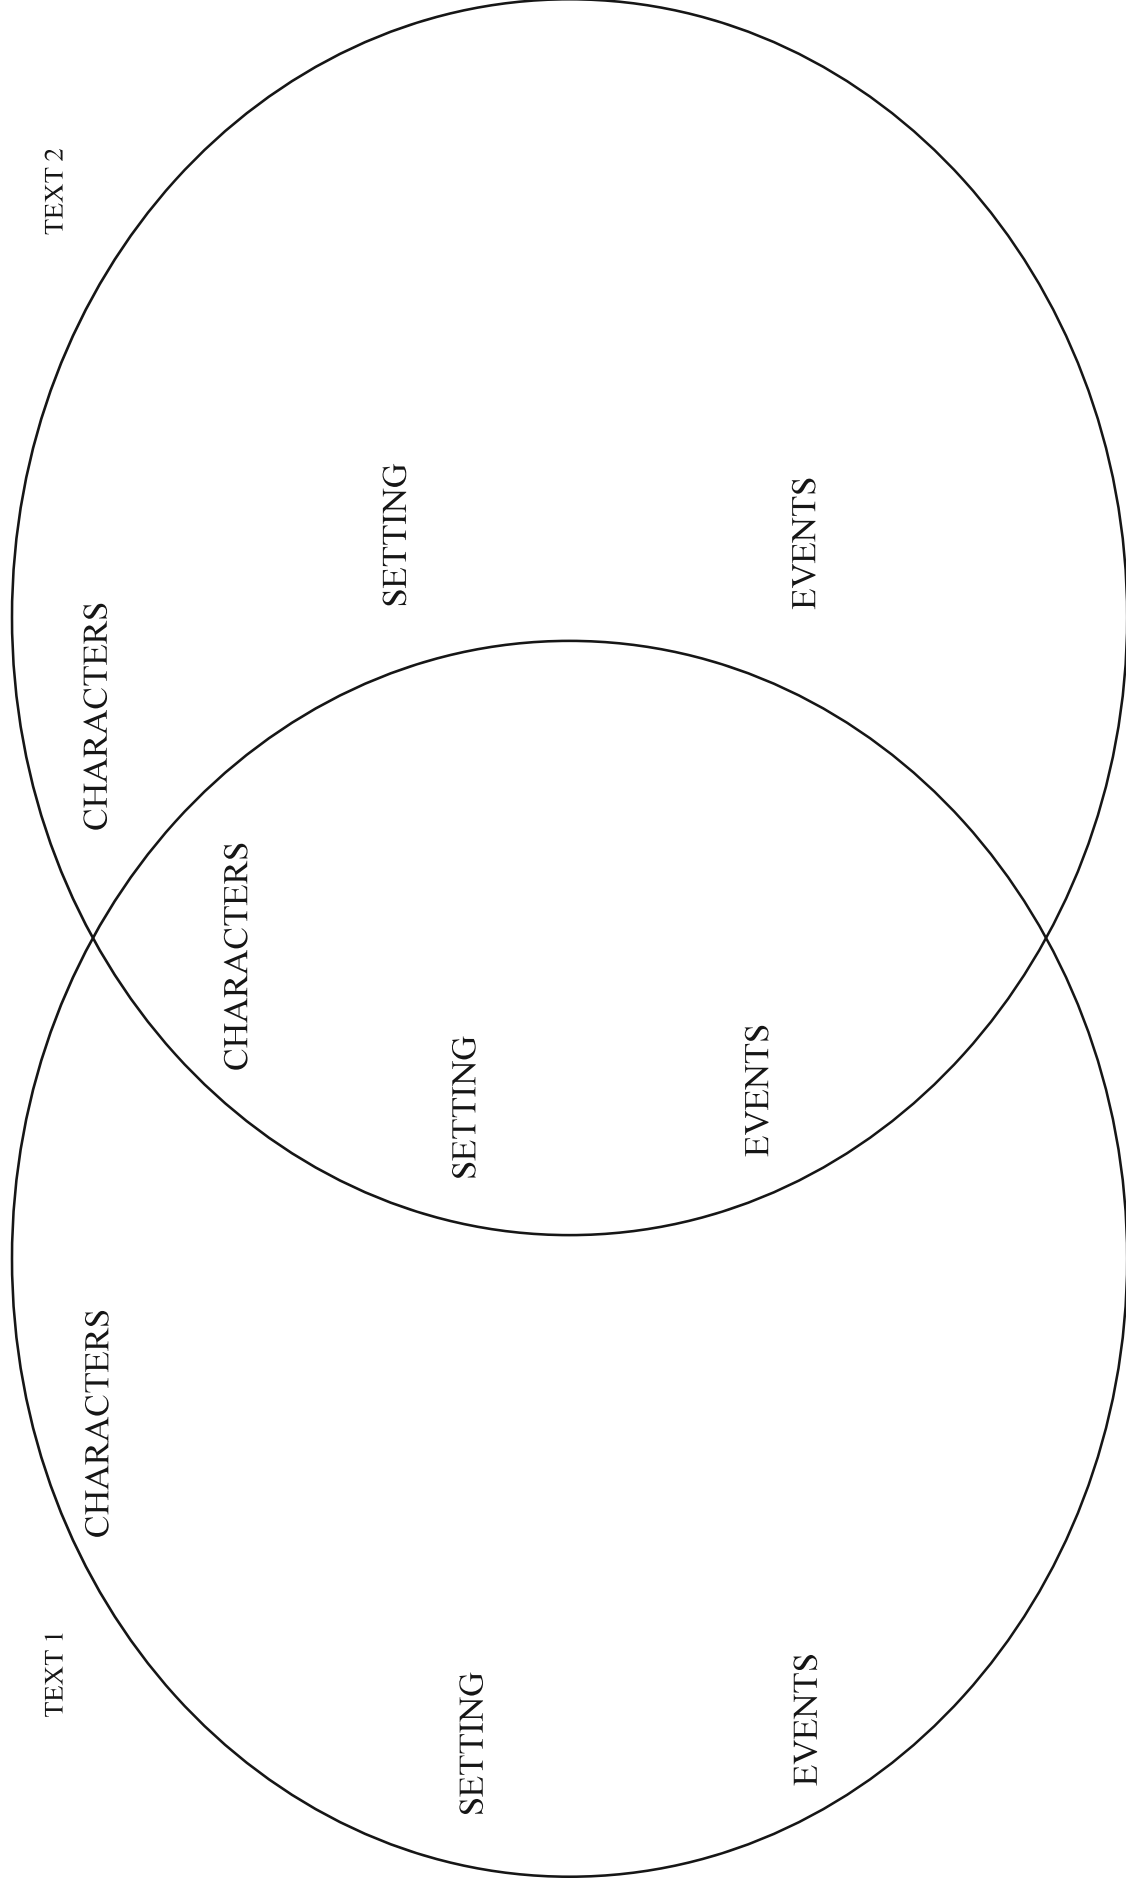 TEXT 1
TEXT 2
CHARACTERS
CHARACTERS
CHARACTERS
SETTING
SETTING
SETTING
EVENTS
EVENTS
EVENTS